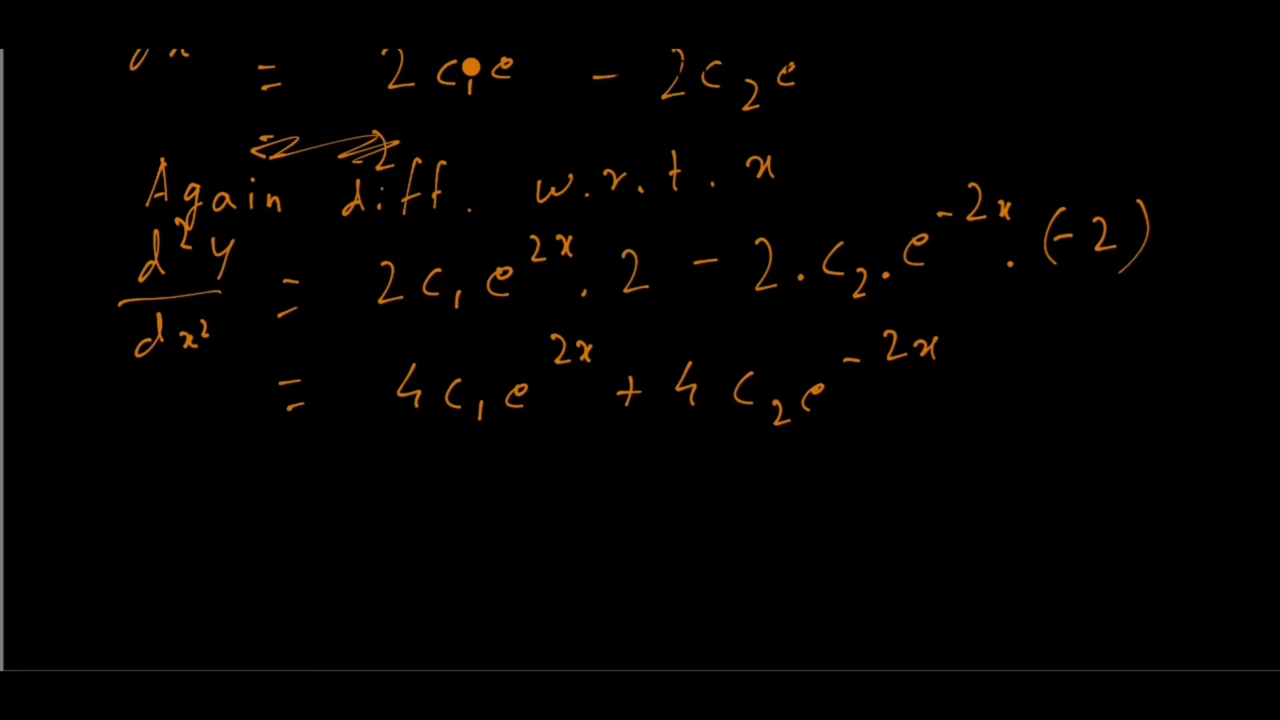 = 2c₁e - 2c₂e
Again diff. w.r.t. x
d²y/dx² = 2c₁e^2x . 2 - 2 . c₂ . e^-2x . (-2)
= 4c₁e^2x + 4c₂e^-2x